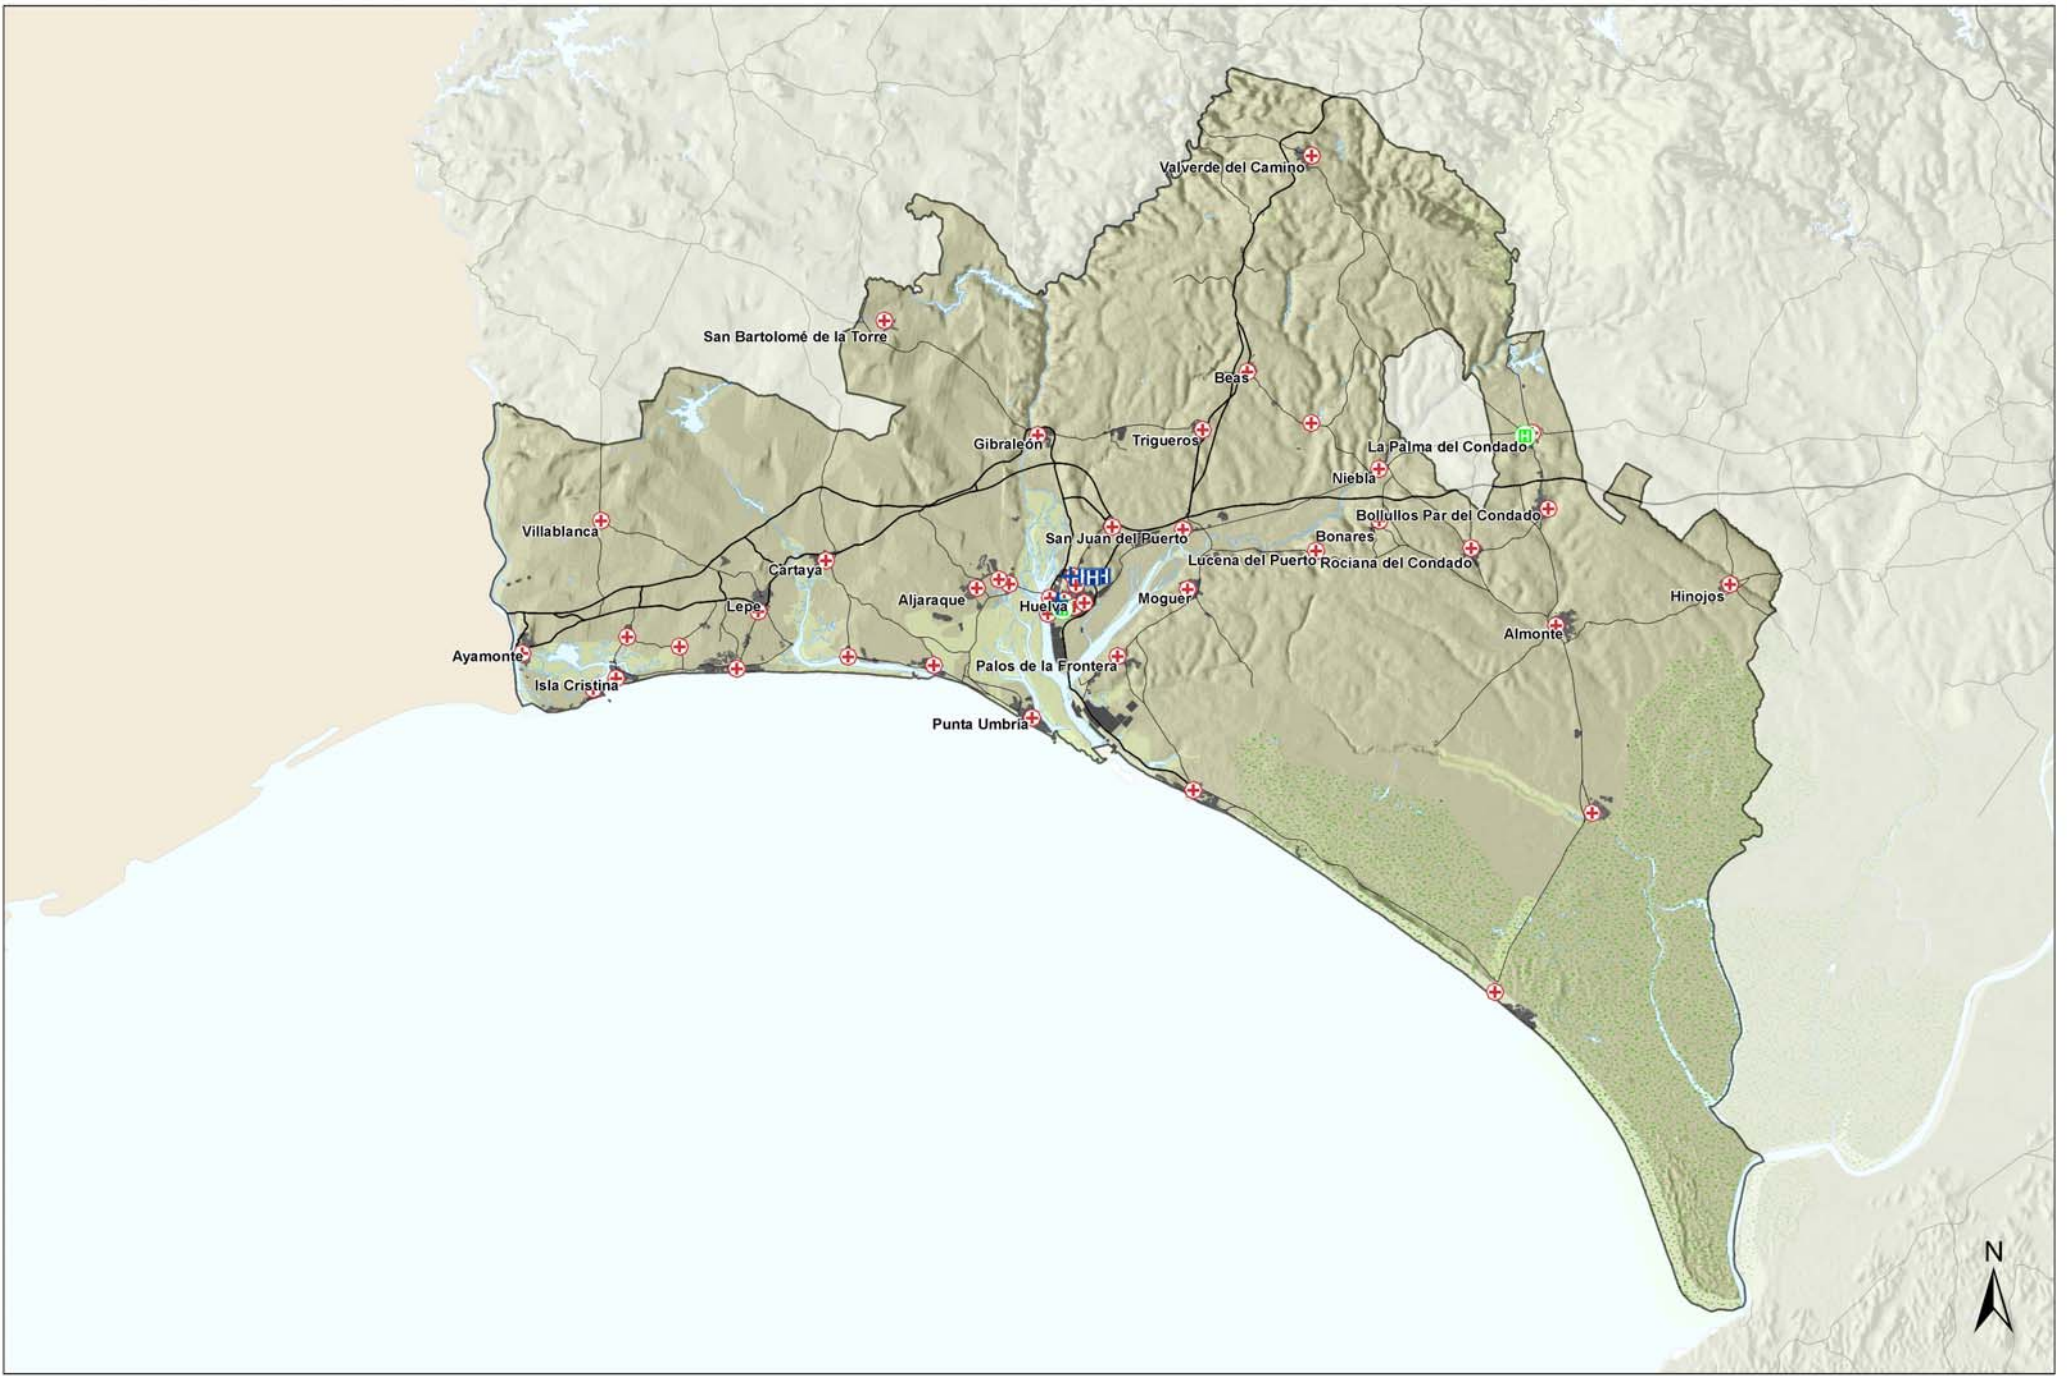 Valverde del Camino
San Bartolomé de la Torre
Beas
Gibraleón
Trigueros
La Palma del Condado
Niebla
Bollullos Par del Condado
Villablanca
San Juan del Puerto
Bonares
Lucena del Puerto
Rociana del Condado
Cartaya
Aljaraque
Huelva
Moguer
Hinojos
Lepe
Almonte
Ayamonte
Palos de la Frontera
Isla Cristina
Punta Umbría
N